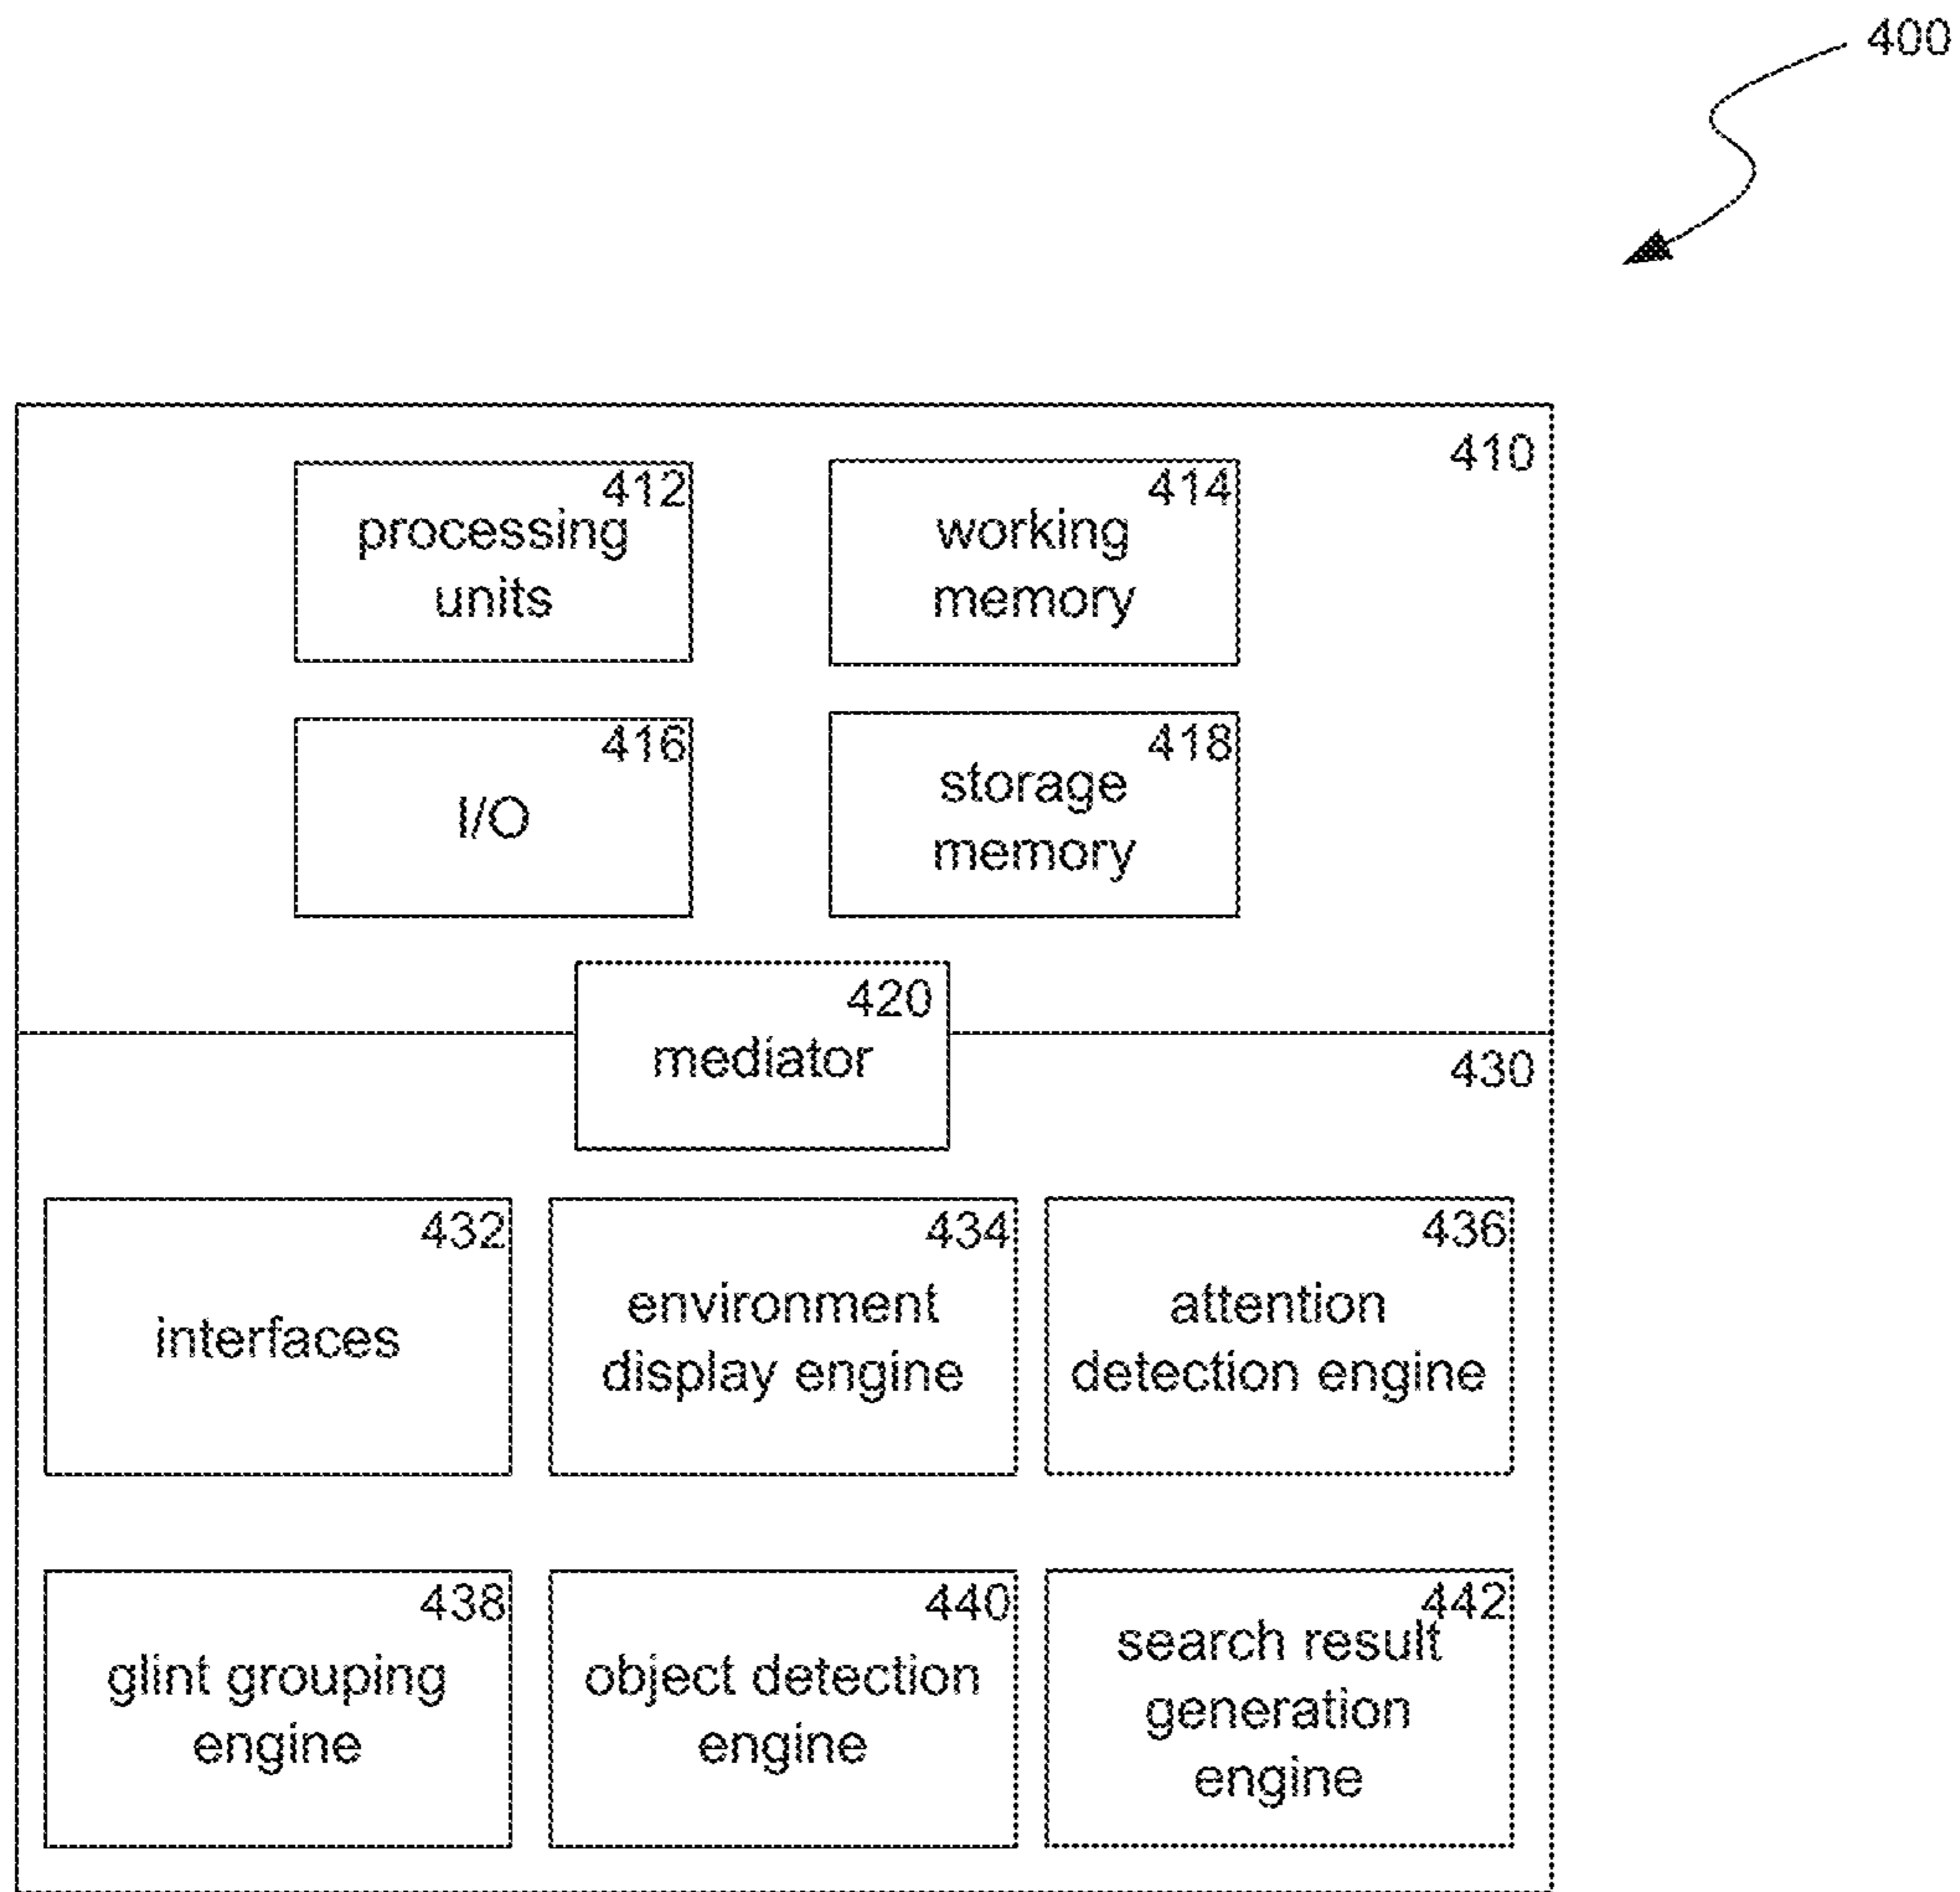 400
410
412
processing
units
414
working
memory
416
I/O
418
storage
memory
420
mediator
430
432
interfaces
434
environment
display engine
436
attention
detection engine
438
glint grouping
engine
440
object detection
engine
442
search result
generation
engine